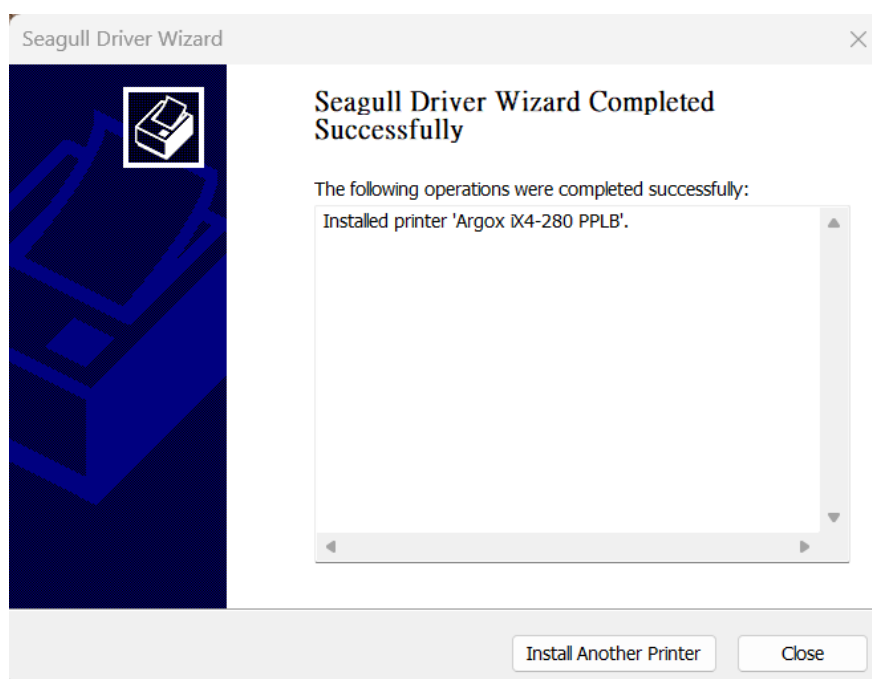 Seagull Driver Wizard
Seagull Driver Wizard Completed
Successfully
The following operations were completed successfully:
Installed printer 'Argox iX4-280 PPLB'.
Install Another Printer
Close